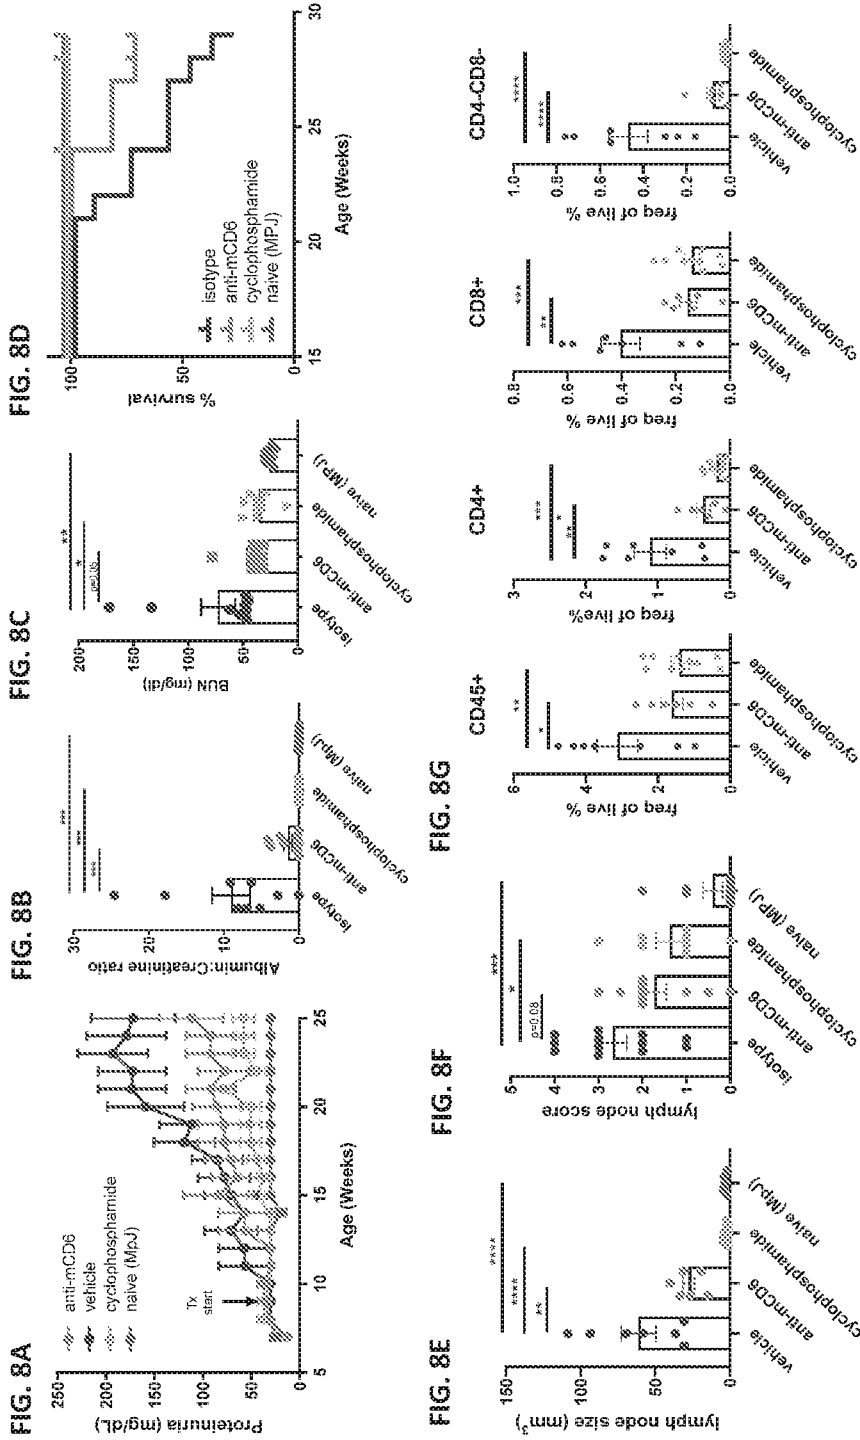 FIG. 8A
Proteinuria (mg/dL)
250
200
150
100
50
0
anti-mCD6
vehicle
cyclophosphamide
naive (MpJ)
Tx
start
5
10
15
20
25
Age (Weeks)
FIG. 8B
Albumin:Creatinine ratio
30
20
10
0
***
***
***
isotype
anti-mCD6
cyclophosphamide
naive (MpJ)
FIG. 8C
BUN (mg/dl)
200
150
100
50
0
**
*
p=0.05
isotype
anti-mCD6
cyclophosphamide
naive (MPJ)
FIG. 8D
% survival
100
50
0
isotype
anti-mCD6
cyclophosphamide
naive (MPJ)
15
20
25
30
Age (Weeks)
FIG. 8E
lymph node size (mm³)
150
100
50
0
****
****
**
vehicle
anti-mCD6
cyclophosphamide
naive (MpJ)
FIG. 8F
lymph node score
5
4
3
2
1
0
***
*
p=0.08
isotype
anti-mCD6
cyclophosphamide
naive (MPJ)
FIG. 8G
CD45+
freq of live %
6
4
2
0
**
*
vehicle
anti-mCD6
cyclophosphamide
CD4+
freq of live%
3
2
1
0
***
*
**
vehicle
anti-mCD6
cyclophosphamide
CD8+
freq of live %
0.8
0.6
0.4
0.2
0.0
***
**
vehicle
anti-mCD6
cyclophosphamide
CD4-CD8-
freq of live %
1.0
0.8
0.6
0.4
0.2
0.0
****
****
vehicle
anti-mCD6
cyclophosphamide